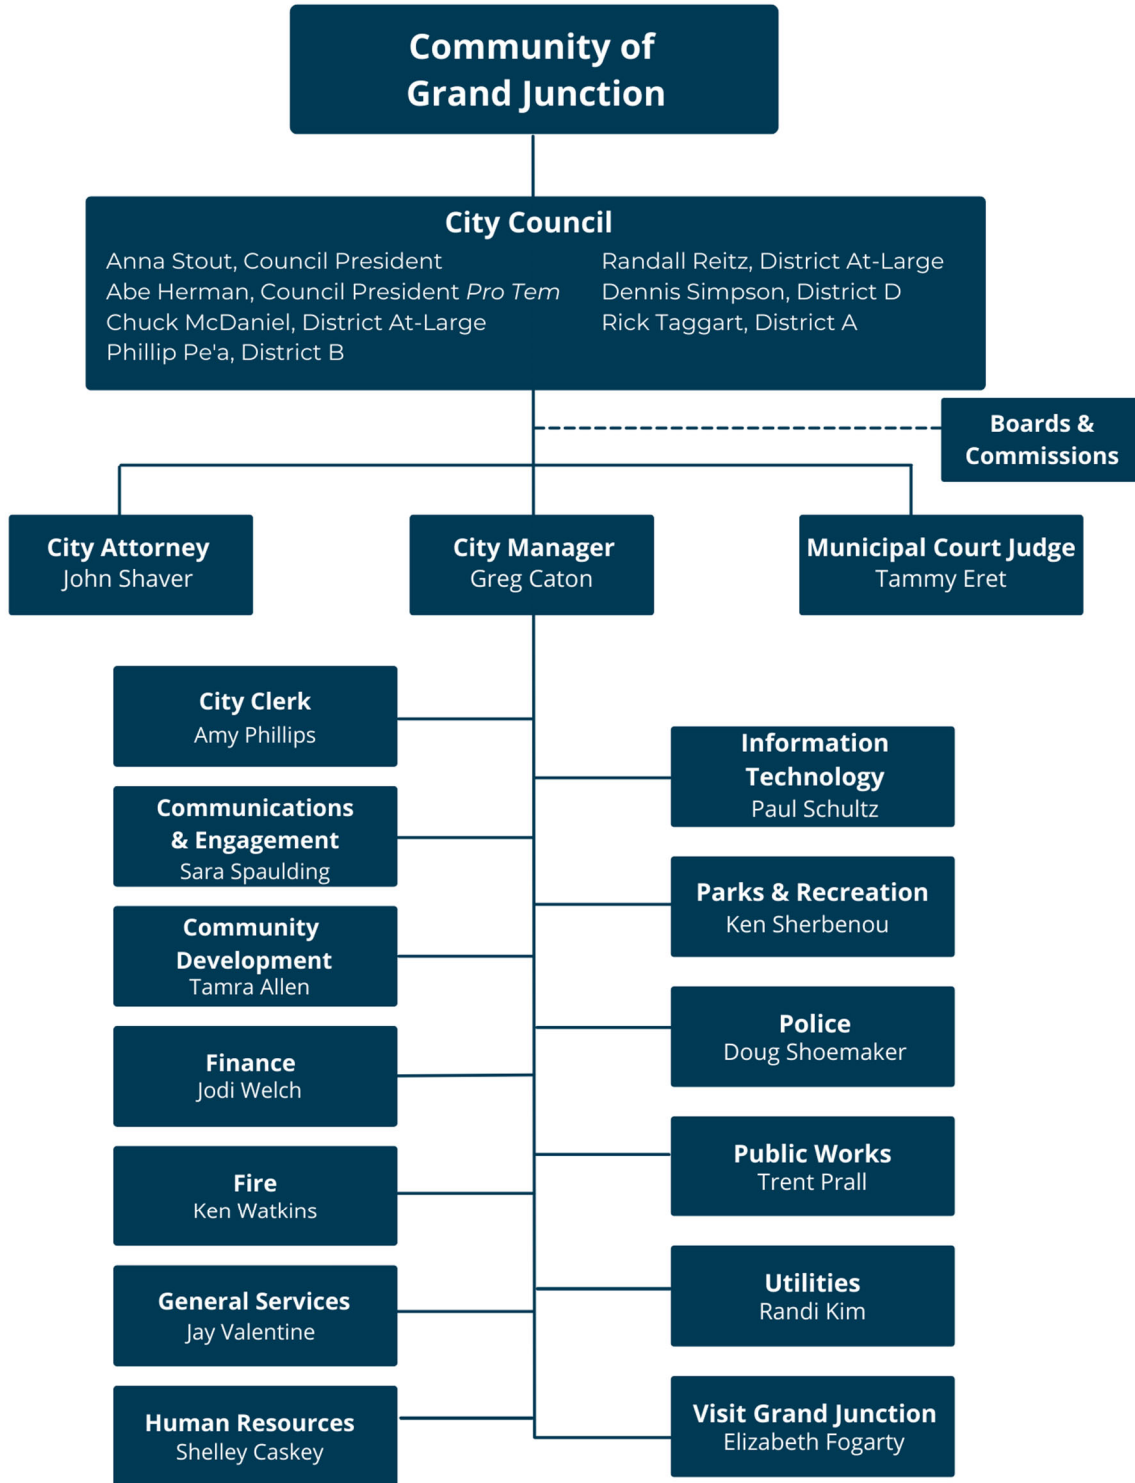 Community of
Grand Junction
City Council
Anna Stout, Council President
Abe Herman, Council President Pro Tem
Chuck McDaniel, District At-Large
Phillip Pe'a, District B
Randall Reitz, District At-Large
Dennis Simpson, District D
Rick Taggart, District A
Boards &
Commissions
City Attorney
John Shaver
City Manager
Greg Caton
Municipal Court Judge
Tammy Eret
City Clerk
Amy Phillips
Communications
& Engagement
Sara Spaulding
Community
Development
Tamra Allen
Finance
Jodi Welch
Fire
Ken Watkins
General Services
Jay Valentine
Human Resources
Shelley Caskey
Information
Technology
Paul Schultz
Parks & Recreation
Ken Sherbenou
Police
Doug Shoemaker
Public Works
Trent Prall
Utilities
Randi Kim
Visit Grand Junction
Elizabeth Fogarty